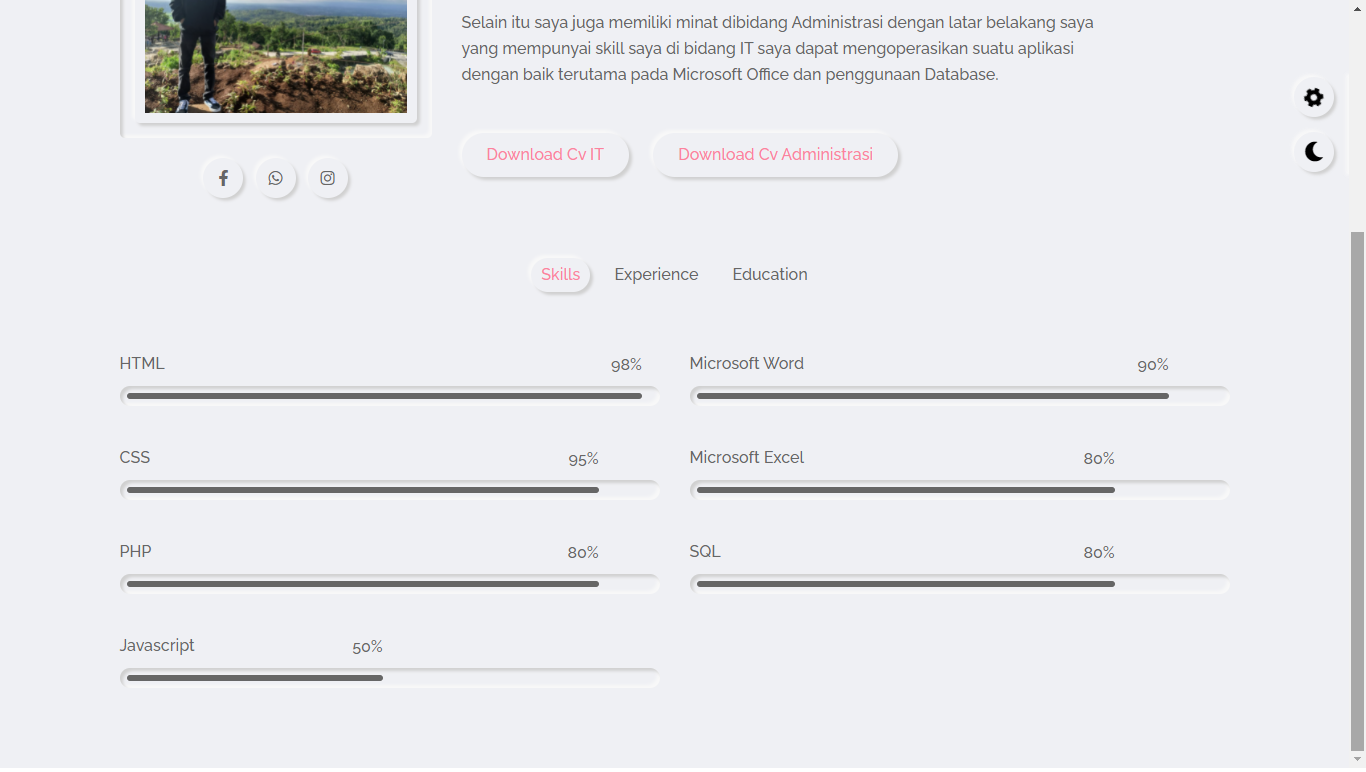 Selain itu saya juga memiliki minat dibidang Administrasi dengan latar belakang saya
yang mempunyai skill saya di bidang IT saya dapat mengoperasikan suatu aplikasi
dengan baik terutama pada Microsoft Office dan penggunaan Database.
Download Cv IT
Download Cv Administrasi
Skills
Experience
Education
HTML
98%
Microsoft Word
90%
CSS
95%
Microsoft Excel
80%
PHP
80%
SQL
80%
Javascript
50%